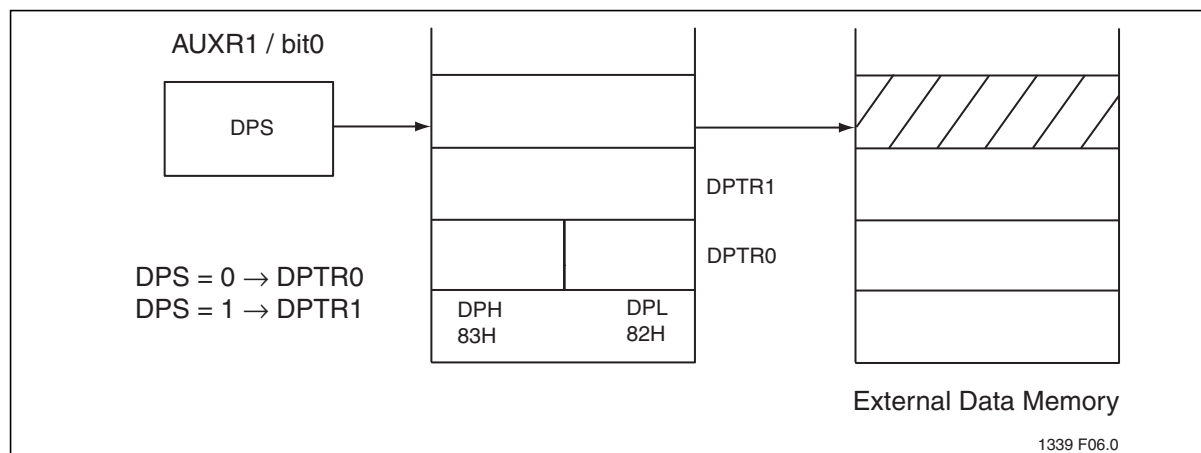 AUXR1 / bit0
DPS
DPTR1
DPTR0
DPS = 0 → DPTR0
DPS = 1 → DPTR1
DPH
83H
DPL
82H
External Data Memory
1339 F06.0